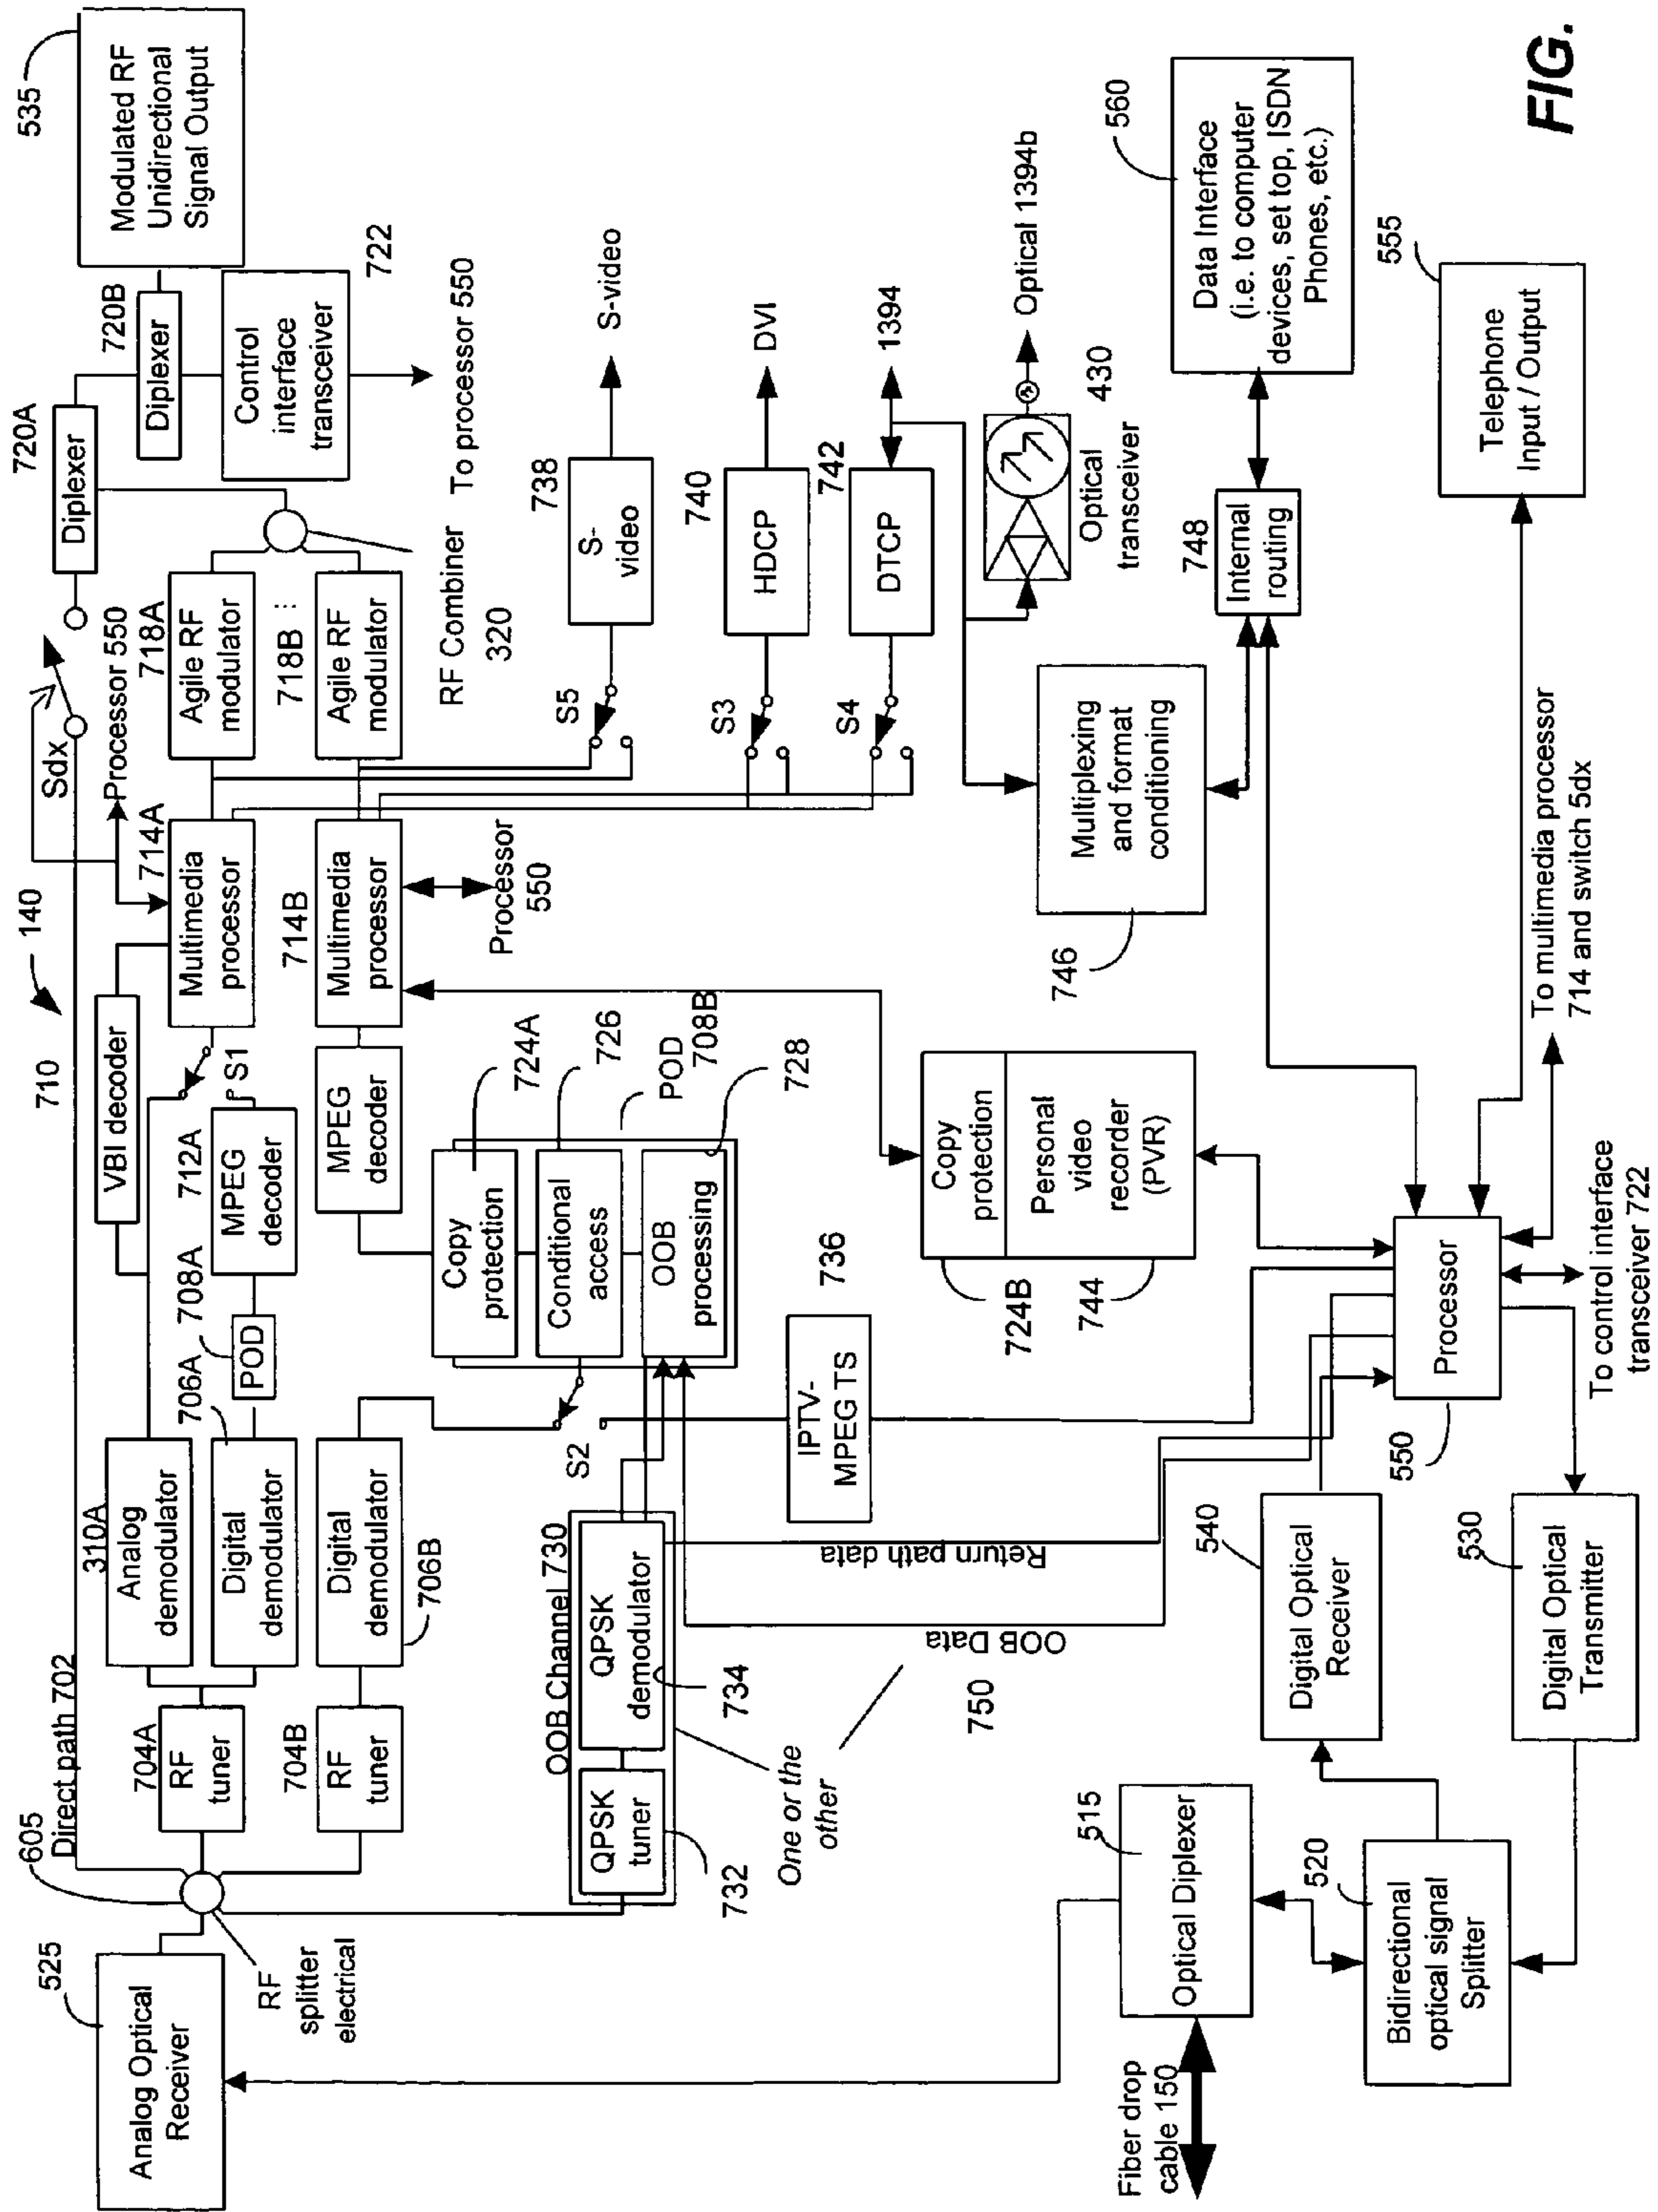 535
Modulated RF
Unidirectional
Signal Output
720B
Diplexer
720A
Diplexer
Control
interface
transceiver
722
To processor 550
140
710
Sdx
Processor 550
714A
718A
Multimedia
processor
Agile RF
modulator
718B
⋮
Agile RF
modulator
RF Combiner
320
VBI decoder
S1
712A
MPEG
decoder
708A
POD
706A
310A
Analog
demodulator
Digital
demodulator
Direct path 702
605
704A
RF
tuner
704B
RF
tuner
Digital
demodulator
706B
525
Analog Optical
Receiver
RF
splitter
electrical
MPEG
decoder
714B
Multimedia
processor
Processor
550
738
S-
video
S-video
S5
740
HDCP
DVI
S3
742
DTCP
1394
S4
Optical 1394b
430
Optical
transceiver
724A
Copy
protection
726
Conditional
access
POD
708B
728
OOB
processing
S2
OOB Channel 730
QPSK
tuner
732
QPSK
demodulator
734
One or the
other
750
OOB Data
Return path data
736
IPTV-
MPEG TS
Copy
protection
724B
Personal
video
recorder
(PVR)
744
Multiplexing
and format
conditioning
746
748
Internal
routing
560
Data Interface
(i.e. to computer
devices, set top, ISDN
Phones, etc.)
555
Telephone
Input / Output
To multimedia processor
714 and switch 5dx
To control interface
transceiver 722
Processor
550
540
Digital Optical
Receiver
530
Digital Optical
Transmitter
515
Optical Diplexer
520
Bidirectional
optical signal
Splitter
Fiber drop
cable 150
FIG.